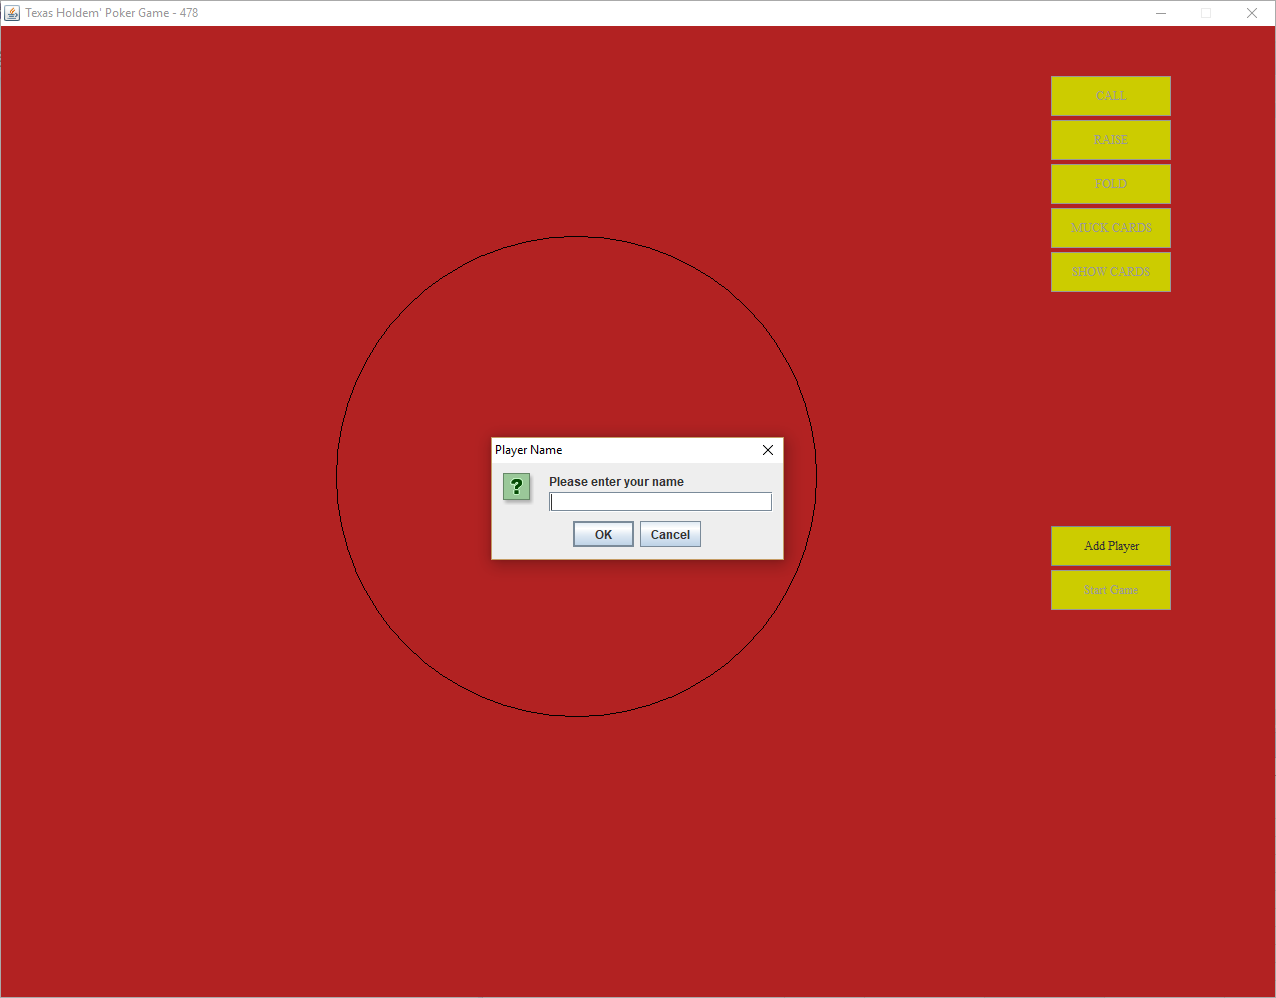 Texas Holdem' Poker Game - 478
CALL
RAISE
FOLD
MUCK CARDS
SHOW CARDS
Player Name
?
Please enter your name
OK
Cancel
Add Player
Start Game